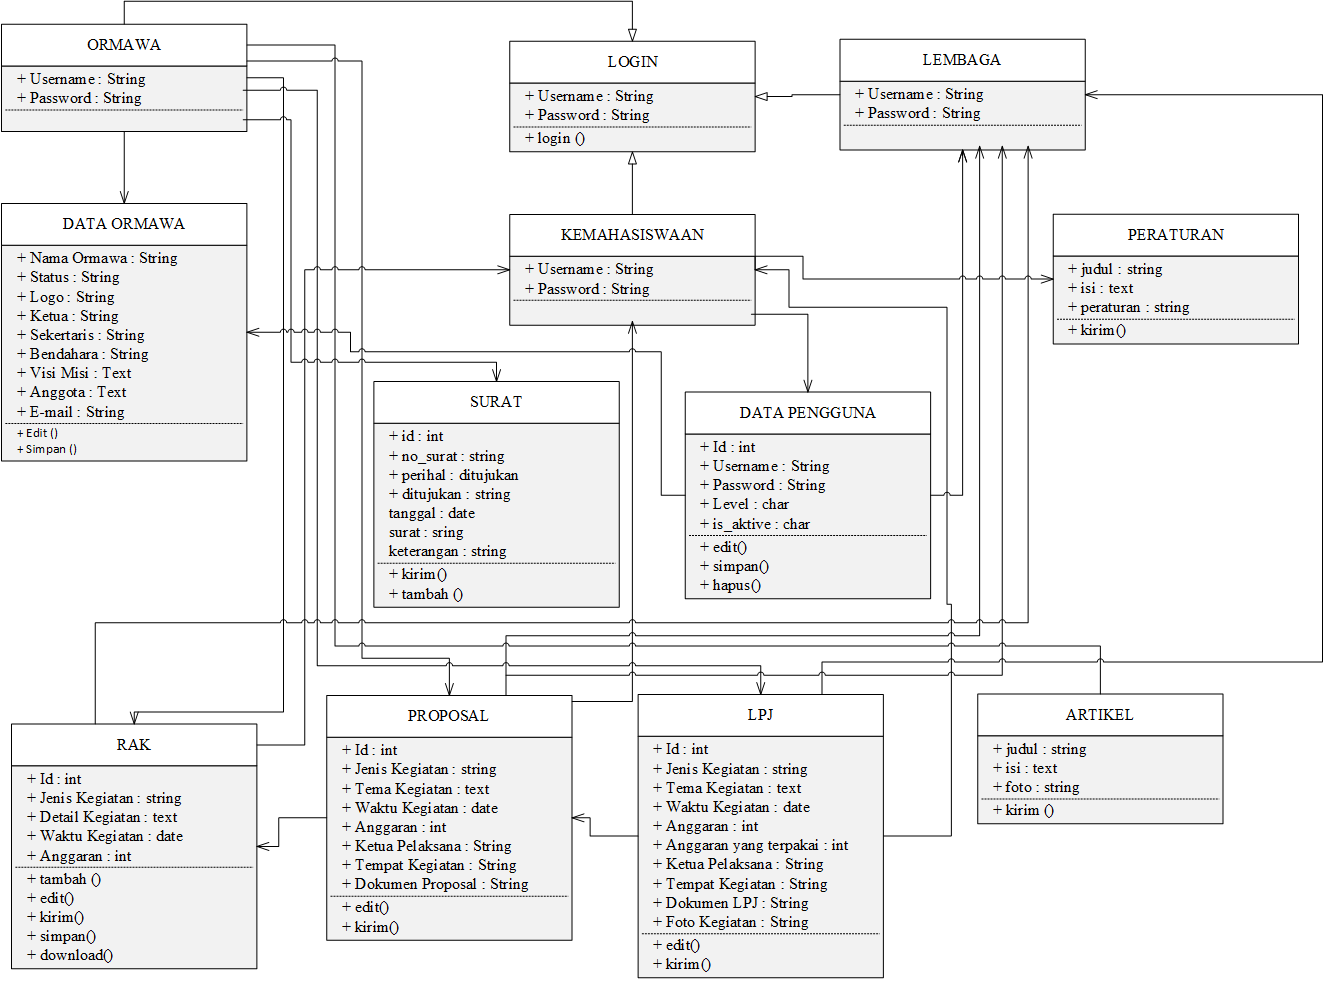 ORMAWA
+ Username : String
+ Password : String
LOGIN
+ Username : String
+ Password : String
+ login ()
LEMBAGA
+ Username : String
+ Password : String
DATA ORMAWA
+ Nama Ormawa : String
+ Status : String
+ Logo : String
+ Ketua : String
+ Sekertaris : String
+ Bendahara : String
+ Visi Misi : Text
+ Anggota : Text
+ E-mail : String
+ Edit ()
+ Simpan ()
KEMAHASISWAAN
+ Username : String
+ Password : String
PERATURAN
+ judul : string
+ isi : text
+ peraturan : string
+ kirim()
SURAT
+ id : int
+ no_surat : string
+ perihal : ditujukan
+ ditujukan : string
tanggal : date
surat : sring
keterangan : string
+ kirim()
+ tambah ()
DATA PENGGUNA
+ Id : int
+ Username : String
+ Password : String
+ Level : char
+ is_aktive : char
+ edit()
+ simpan()
+ hapus()
RAK
+ Id : int
+ Jenis Kegiatan : string
+ Detail Kegiatan : text
+ Waktu Kegiatan : date
+ Anggaran : int
+ tambah ()
+ edit()
+ kirim()
+ simpan()
+ download()
PROPOSAL
+ Id : int
+ Jenis Kegiatan : string
+ Tema Kegiatan : text
+ Waktu Kegiatan : date
+ Anggaran : int
+ Ketua Pelaksana : String
+ Tempat Kegiatan : String
+ Dokumen Proposal : String
+ edit()
+ kirim()
LPJ
+ Id : int
+ Jenis Kegiatan : string
+ Tema Kegiatan : text
+ Waktu Kegiatan : date
+ Anggaran : int
+ Anggaran yang terpakai : int
+ Ketua Pelaksana : String
+ Tempat Kegiatan : String
+ Dokumen LPJ : String
+ Foto Kegiatan : String
+ edit()
+ kirim()
ARTIKEL
+ judul : string
+ isi : text
+ foto : string
+ kirim ()